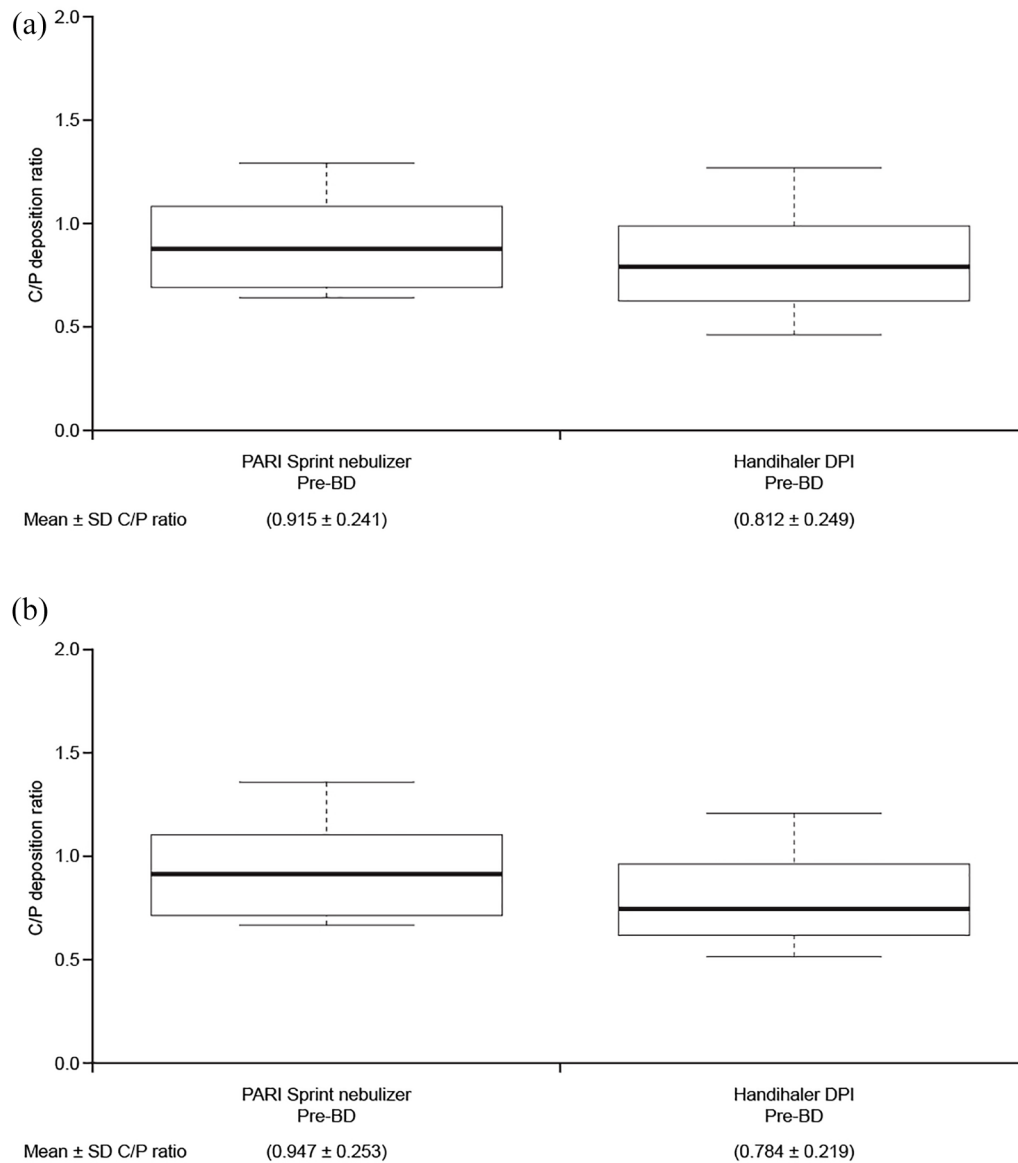 (a)
2.0
1.5
1.0
0.5
0.0
C/P deposition ratio
PARI Sprint nebulizer
Pre-BD
Handihaler DPI
Pre-BD
Mean ± SD C/P ratio (0.915 ± 0.241) (0.812 ± 0.249)
(b)
2.0
1.5
1.0
0.5
0.0
C/P deposition ratio
PARI Sprint nebulizer
Pre-BD
Handihaler DPI
Pre-BD
Mean ± SD C/P ratio (0.947 ± 0.253) (0.784 ± 0.219)